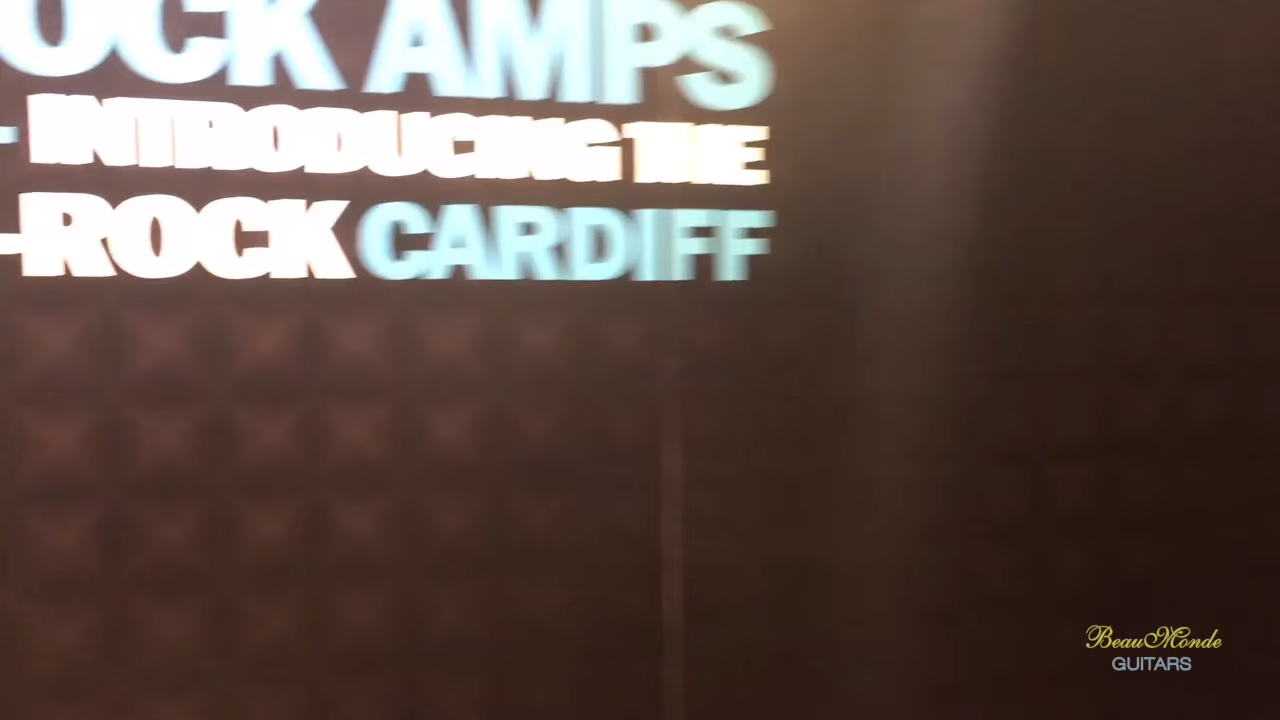 OCK AMPS
- INTRODUCING THE
-ROCK CARDIFF
BeauMonde
GUITARS